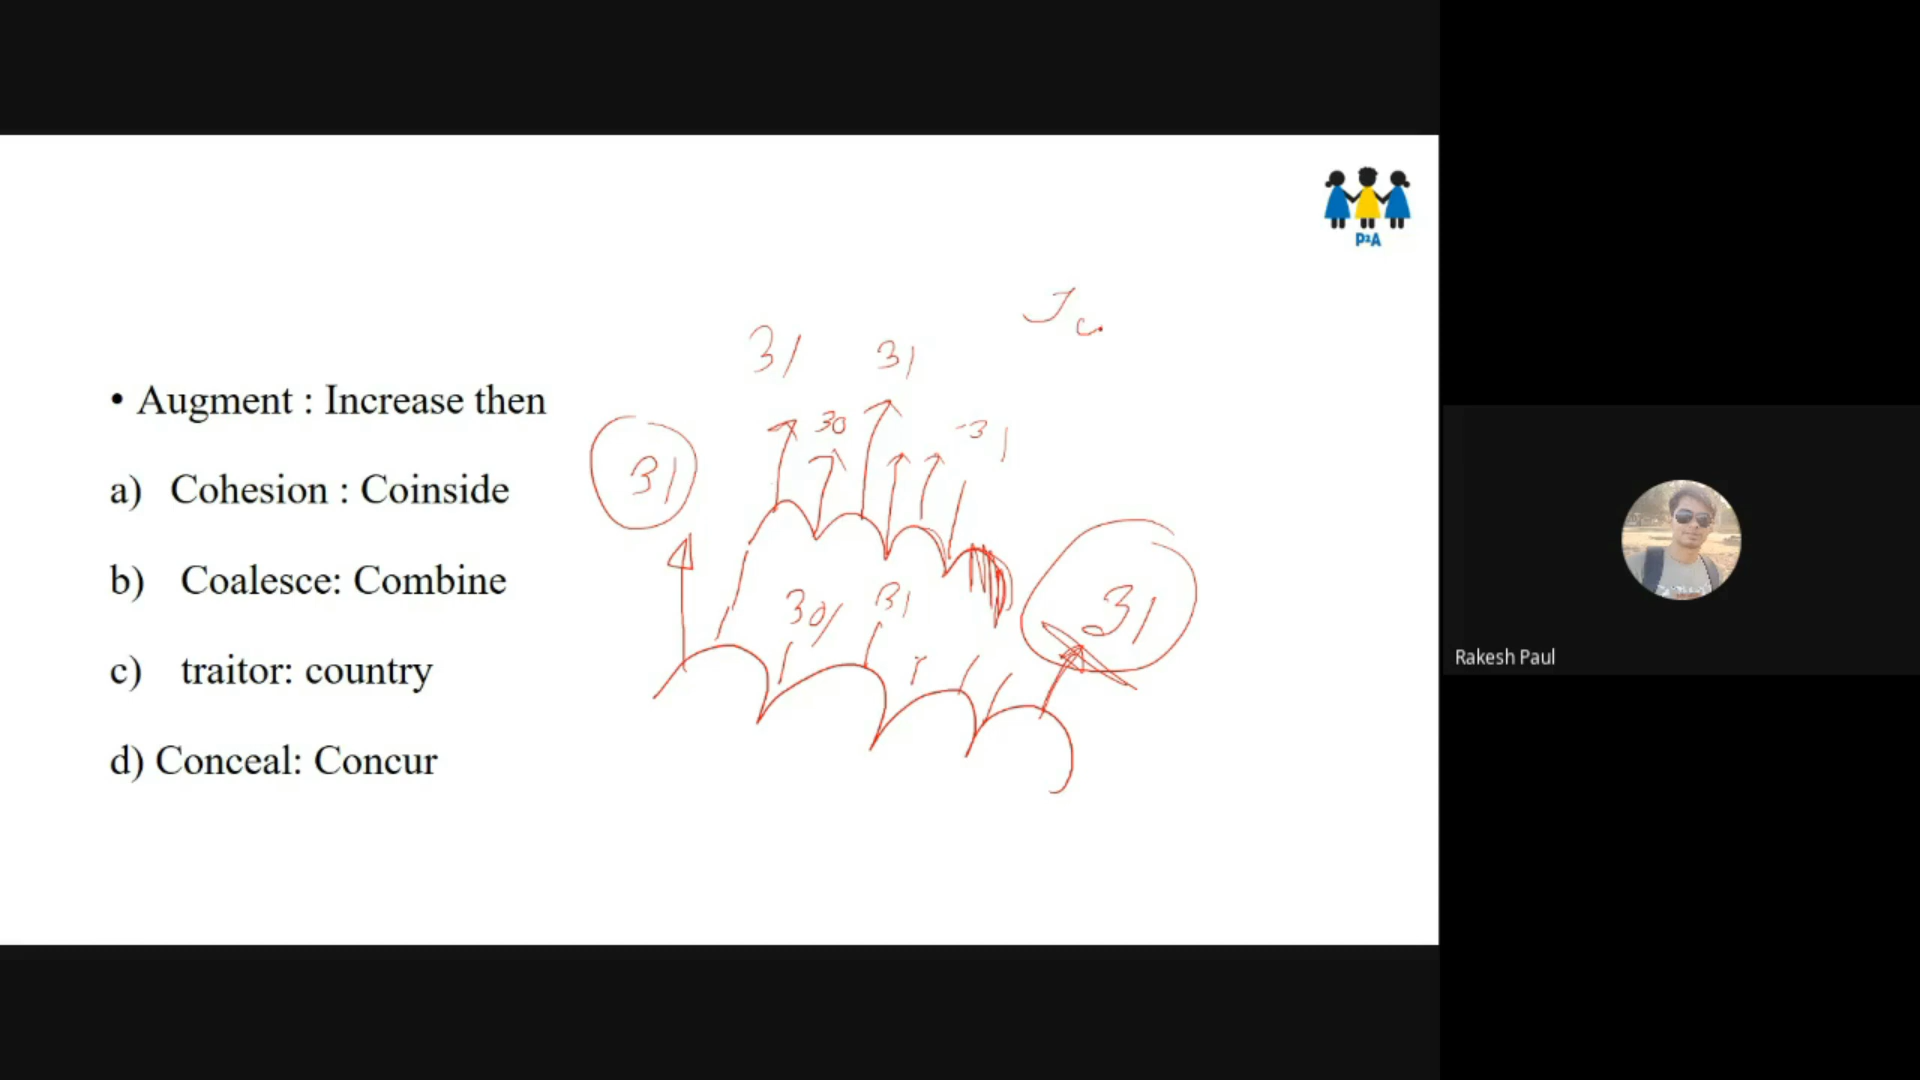 P²A
J
31 31
• Augment : Increase then
30 -31
31
a) Cohesion : Coinside
b) Coalesce: Combine
30/ 31
31
c) traitor: country
d) Conceal: Concur
Rakesh Paul